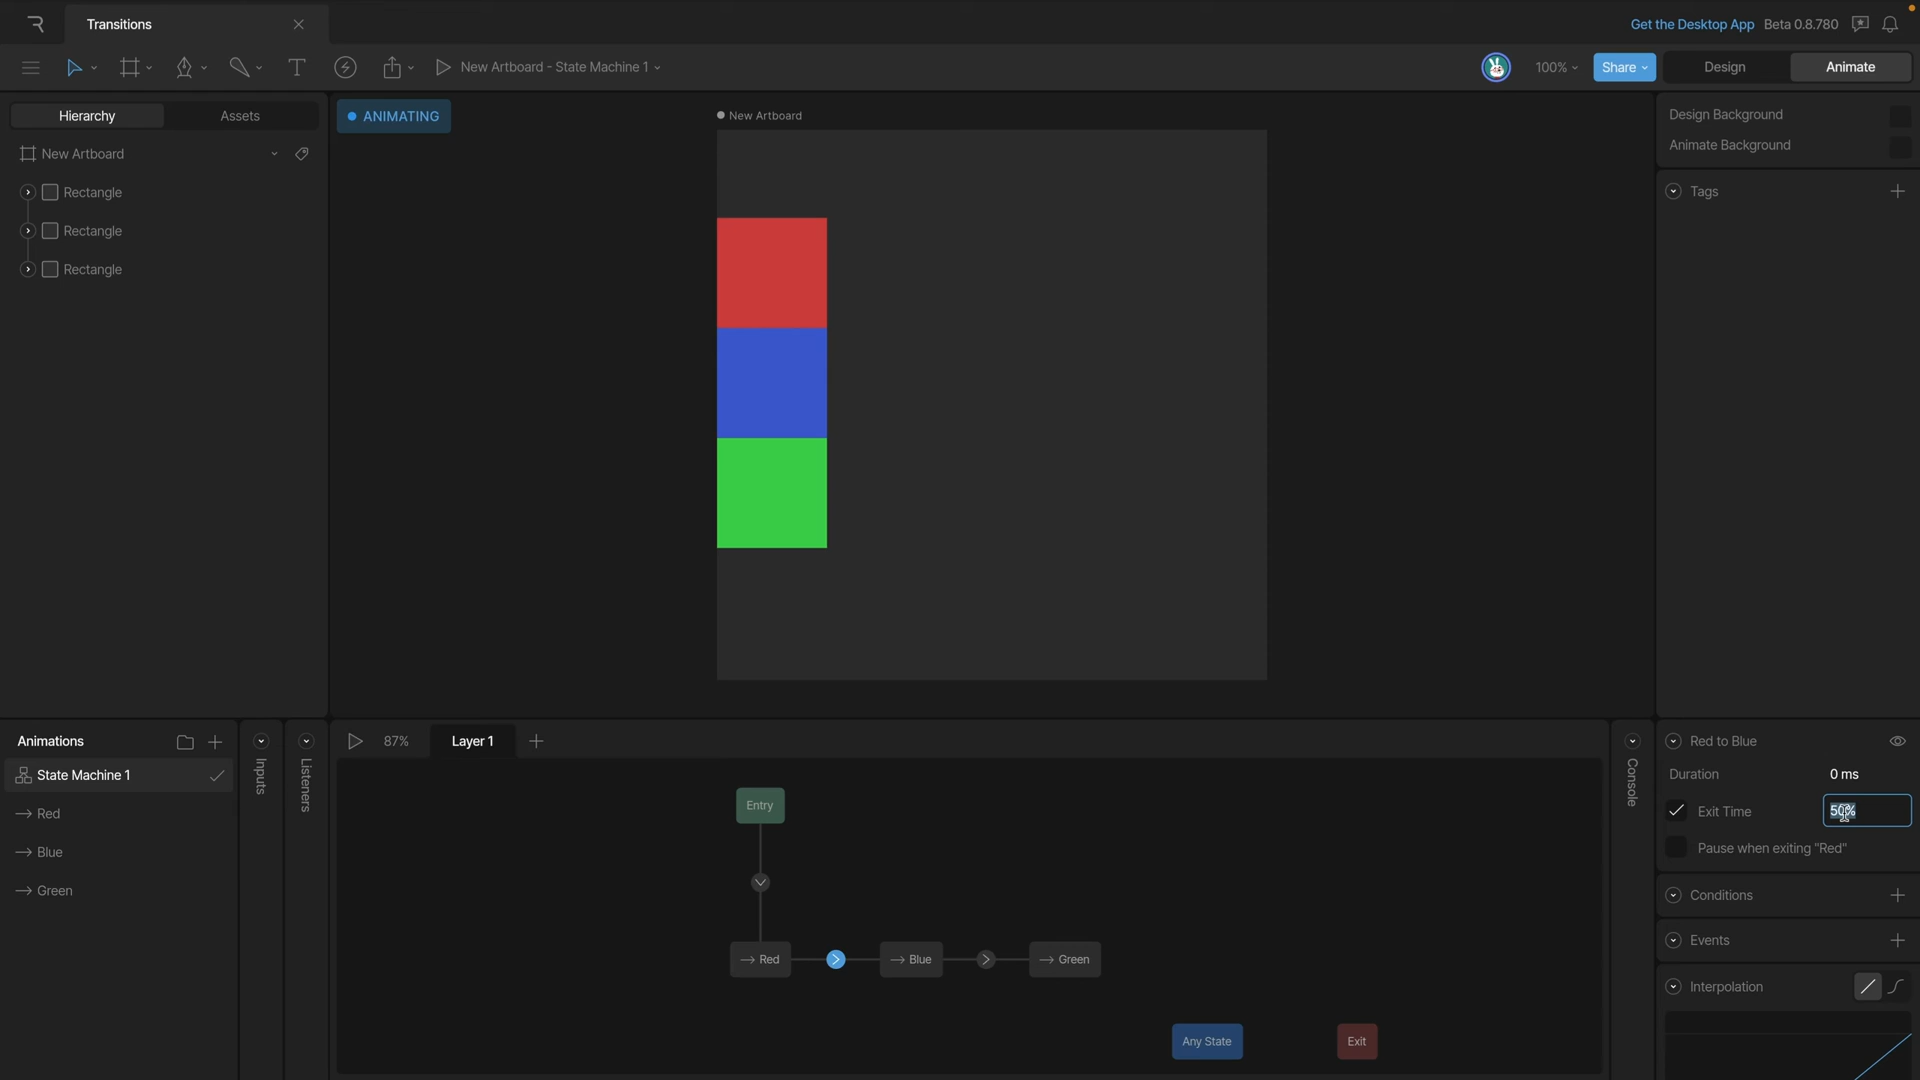 Transitions
Get the Desktop App Beta 0.8.780
New Artboard - State Machine 1
100%
Share
Design
Animate
Hierarchy
Assets
ANIMATING
New Artboard
Design Background
Animate Background
New Artboard
Tags
Rectangle
Rectangle
Rectangle
Animations
87%
Layer 1
Red to Blue
State Machine 1
Inputs
Listeners
Console
Duration
0 ms
Red
Entry
Exit Time
50%
Blue
Pause when exiting "Red"
Green
Conditions
Events
Red
Blue
Green
Interpolation
Any State
Exit